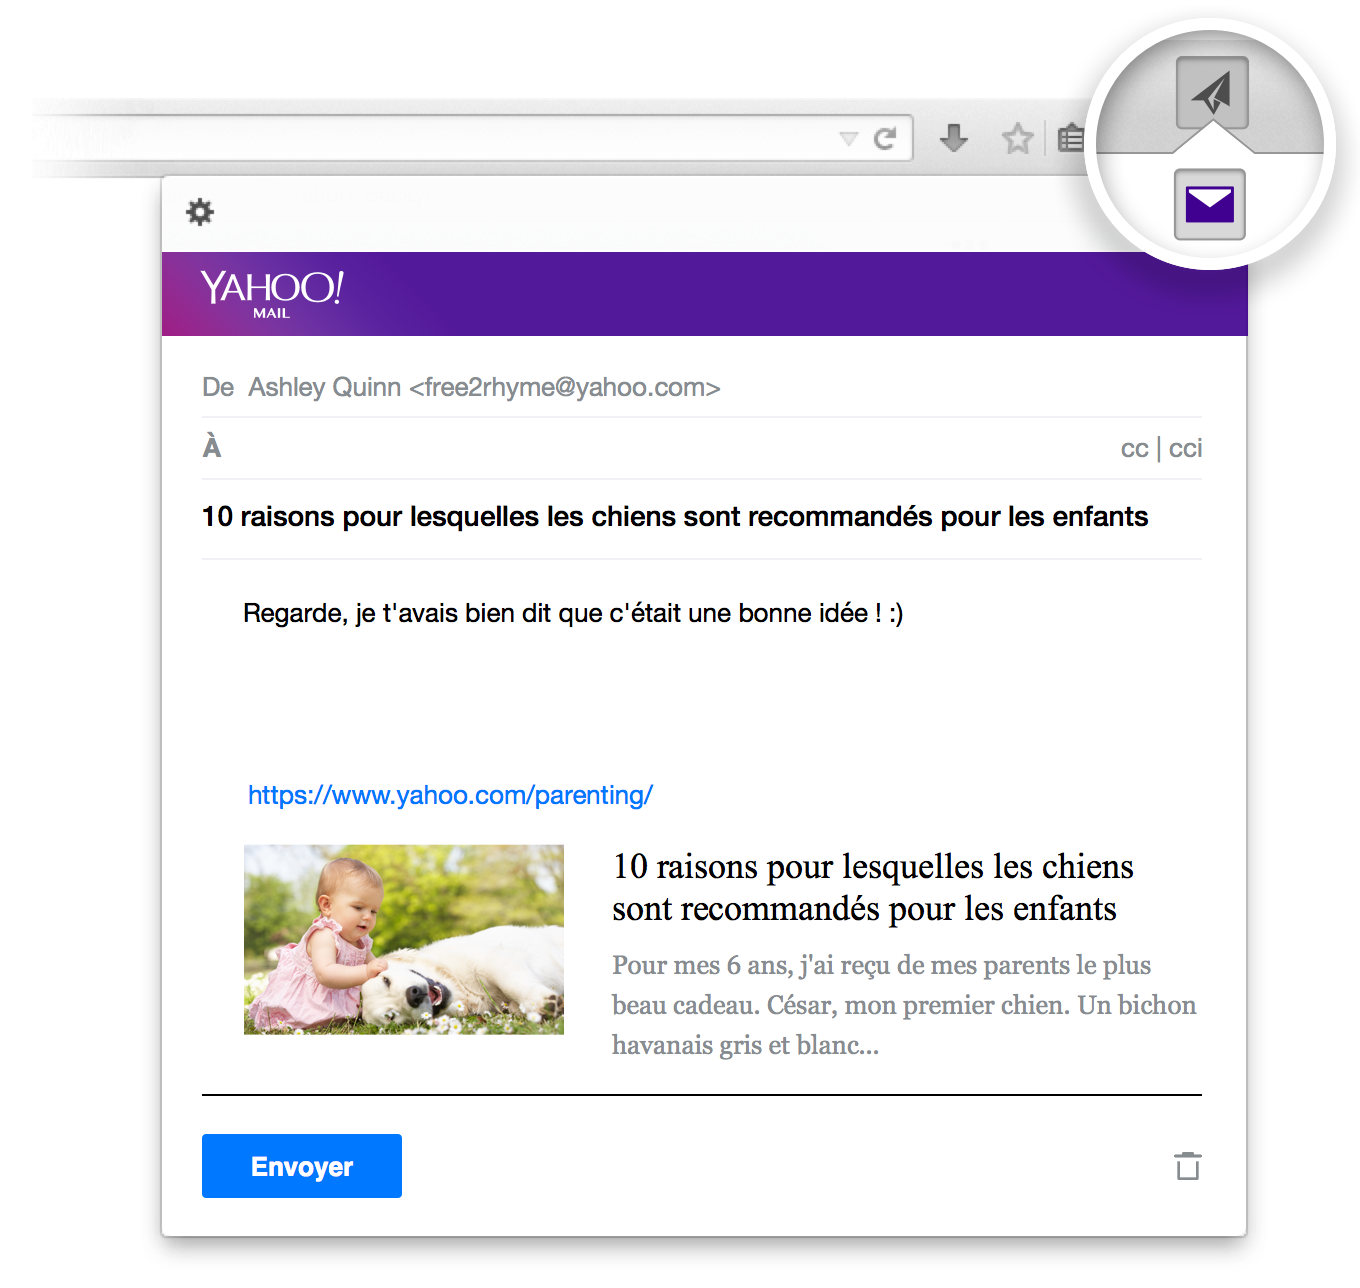 YAHOO!
MAIL
De Ashley Quinn <free2rhyme@yahoo.com>
À cc | cci
10 raisons pour lesquelles les chiens sont recommandés pour les enfants
Regarde, je t'avais bien dit que c'était une bonne idée ! :)
https://www.yahoo.com/parenting/
10 raisons pour lesquelles les chiens
sont recommandés pour les enfants
Pour mes 6 ans, j'ai reçu de mes parents le plus
beau cadeau. César, mon premier chien. Un bichon
havanais gris et blanc...
Envoyer